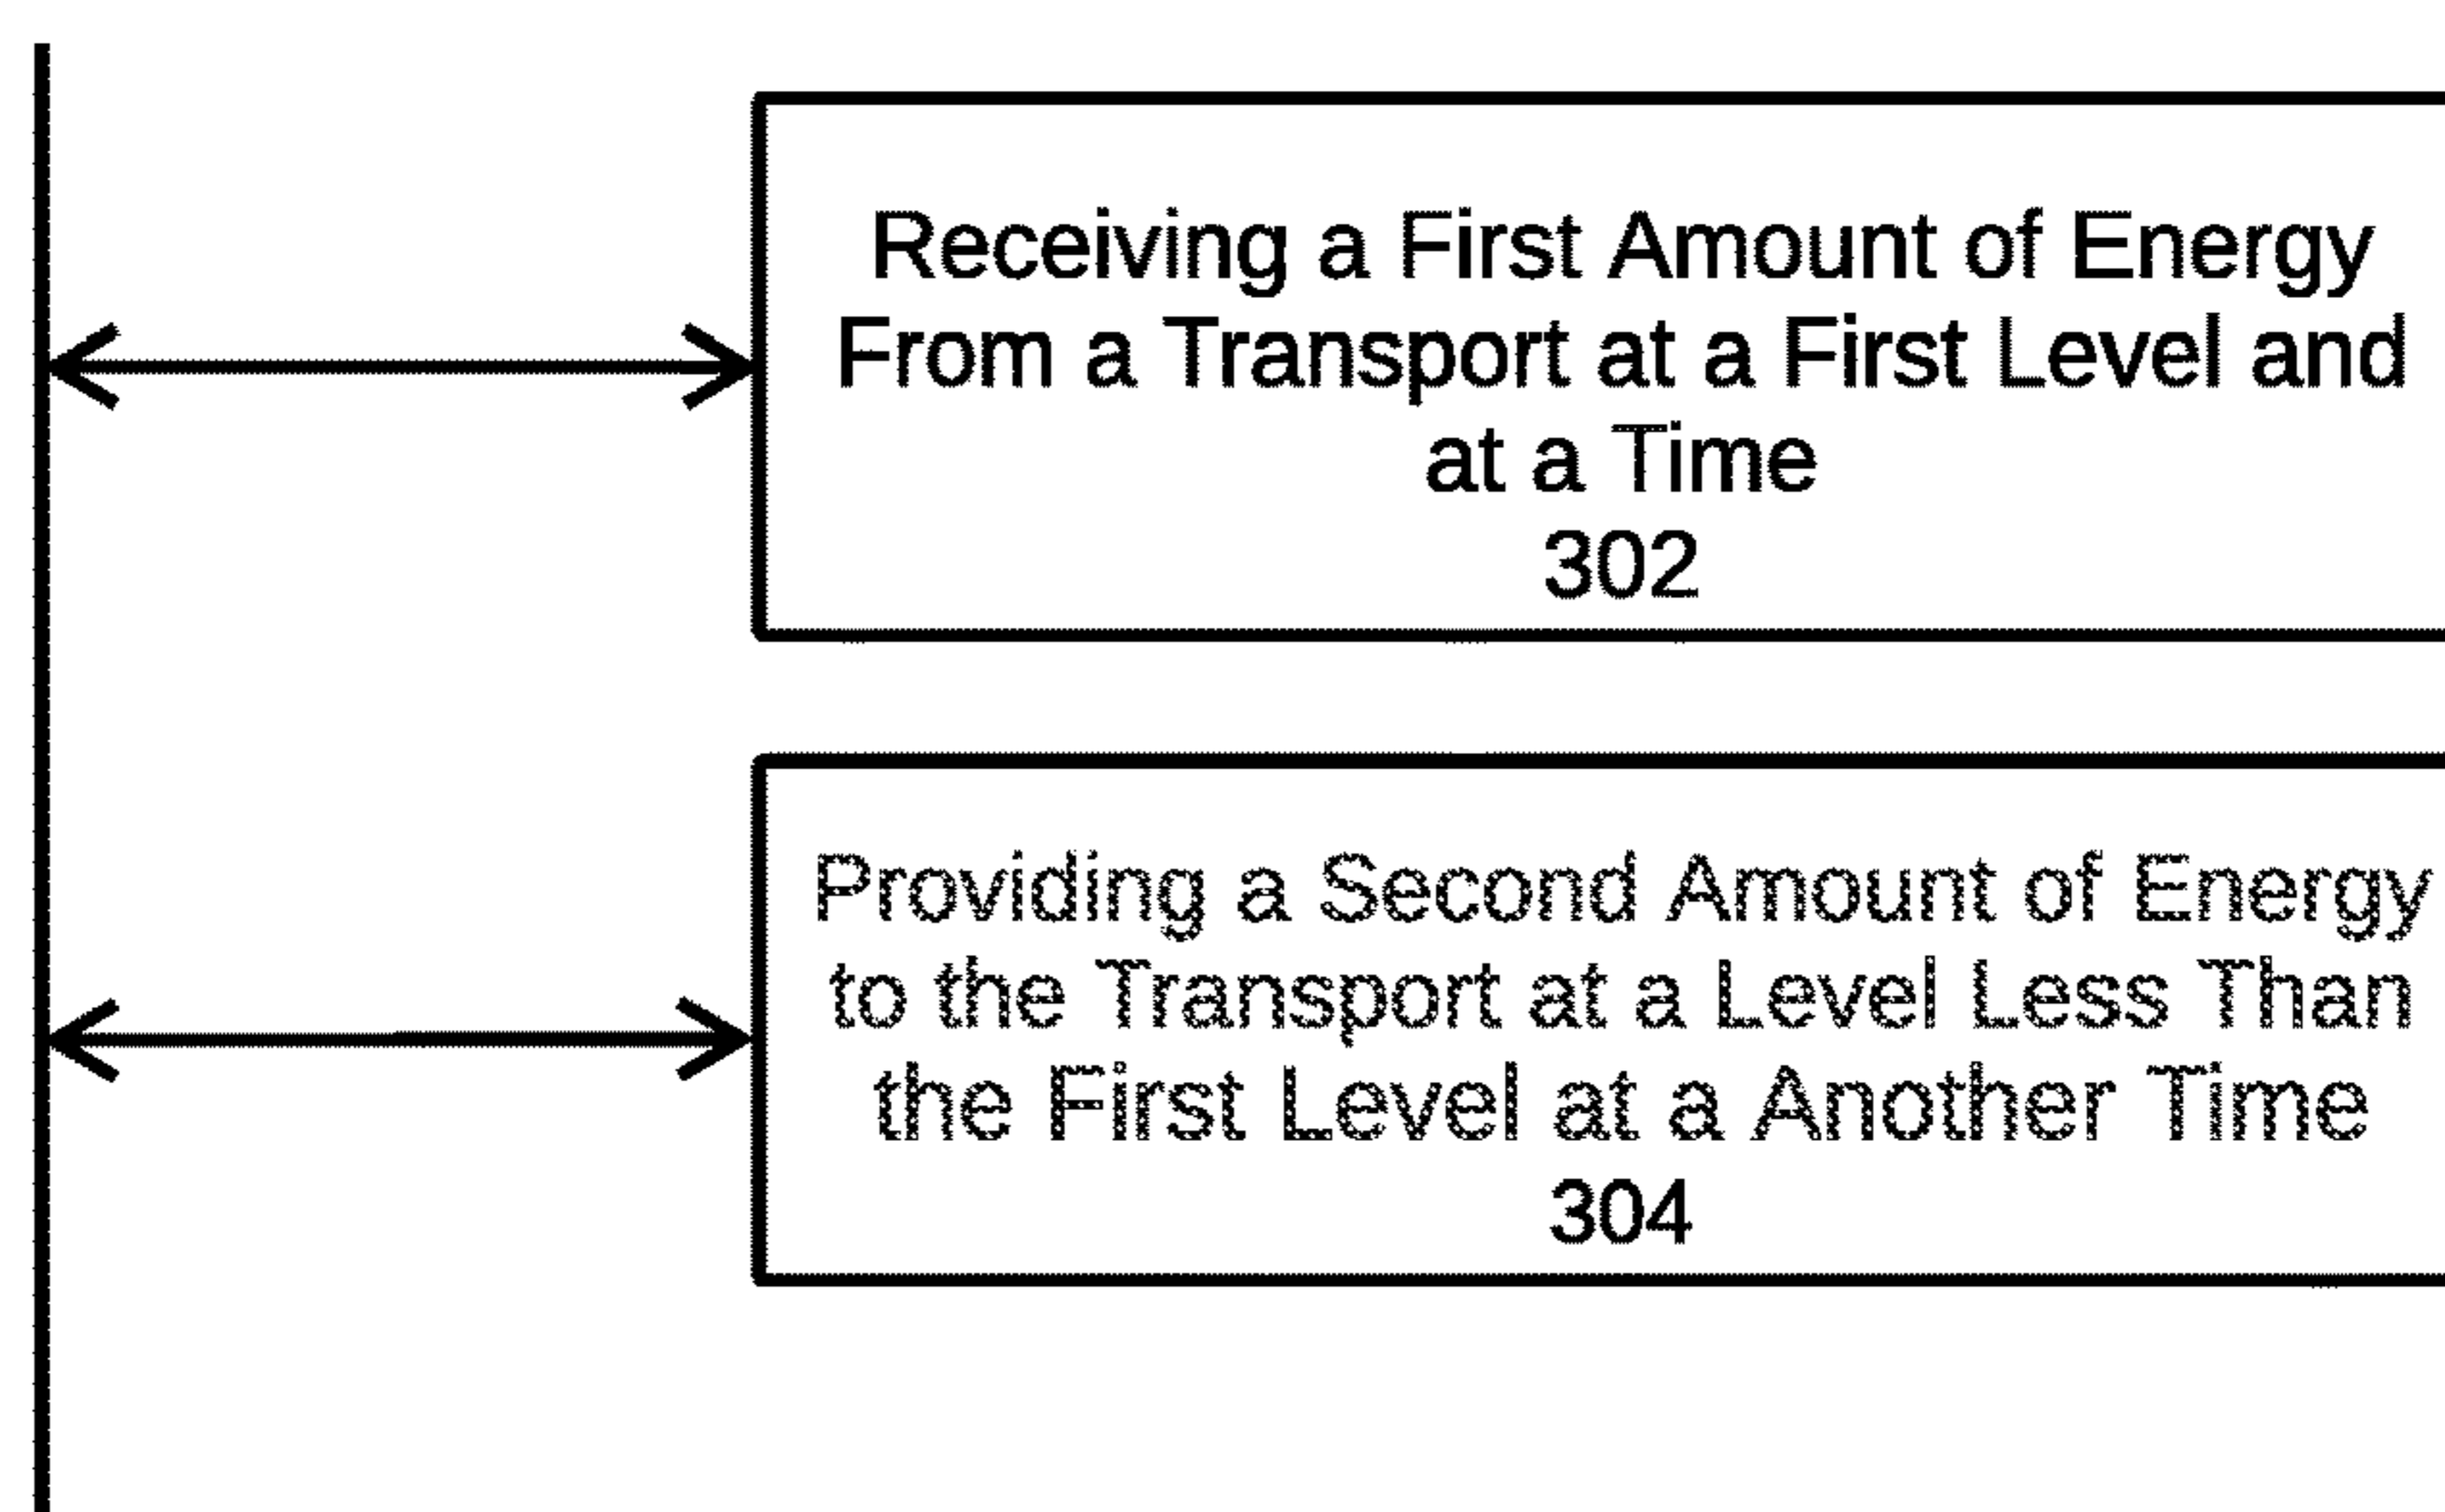 Receiving a First Amount of Energy
From a Transport at a First Level and
at a Time
302
Providing a Second Amount of Energy
to the Transport at a Level Less Than
the First Level at a Another Time
304